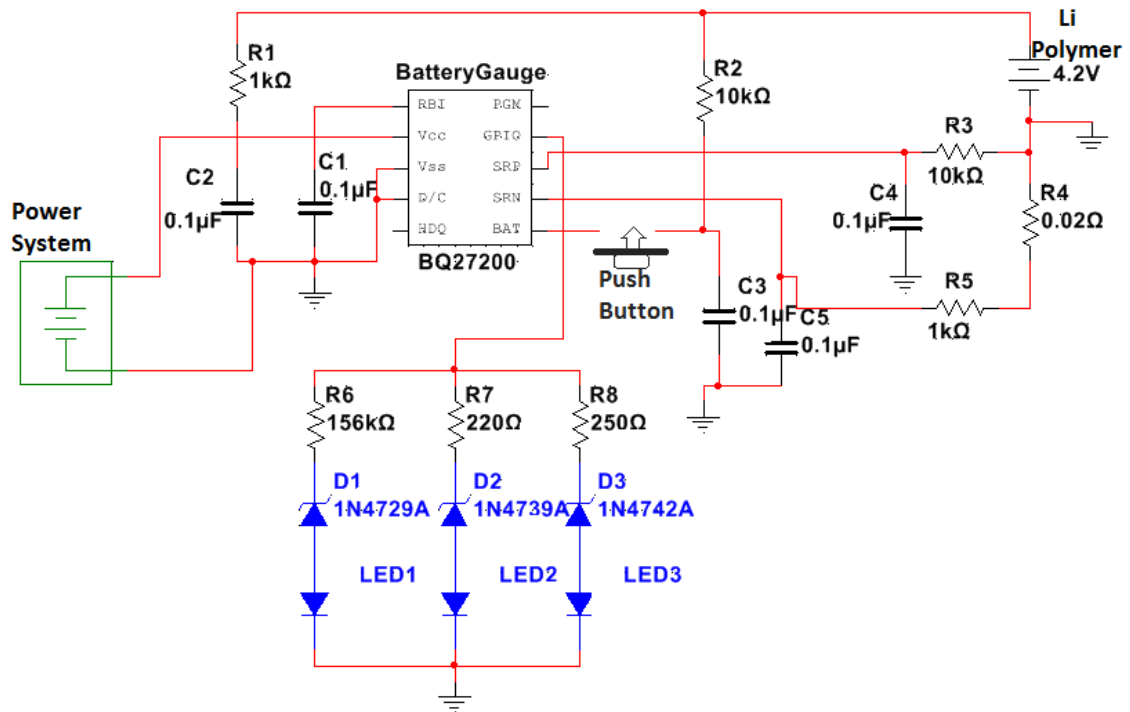 Li
Polymer
4.2V
R1
1kΩ
BatteryGauge
R2
10kΩ
RBI
PGM
Vcc
GPIO
Vss
SRP
D/C
SRN
HDQ
BAT
BQ27200
C2
0.1µF
C1
0.1µF
R3
10kΩ
C4
0.1µF
R4
0.02Ω
Power
System
Push
Button
C3
0.1µF
C5
0.1µF
R5
1kΩ
R6
156kΩ
R7
220Ω
R8
250Ω
D1
1N4729A
D2
1N4739A
D3
1N4742A
LED1
LED2
LED3